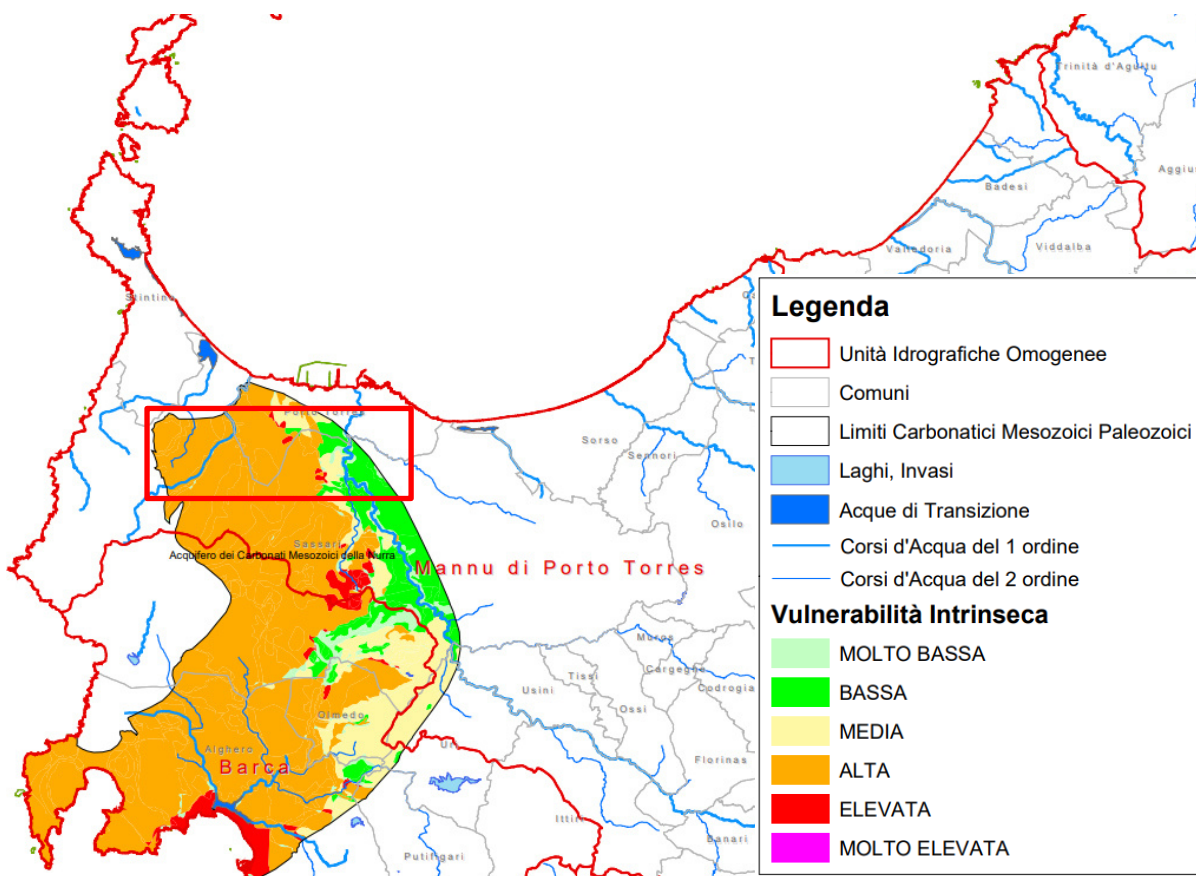 Trinità d'Agultu
Badesi
Viddalba
Stintino
Porto Torres
Sorso
Sennori
Osilo
Sassari
Acquifero dei Carbonati Mesozoici della Nurra
Mannu di Porto Torres
Muros
Tissi
Cargeghe
Usini
Codrogia
Ossi
Olmedo
Uri
Alghero
Barca
Florinas
Ittiri
Banari
Putifigari
Legenda
Unità Idrografiche Omogenee
Comuni
Limiti Carbonatici Mesozoici Paleozoici
Laghi, Invasi
Acque di Transizione
Corsi d'Acqua del 1 ordine
Corsi d'Acqua del 2 ordine
Vulnerabilità Intrinseca
MOLTO BASSA
BASSA
MEDIA
ALTA
ELEVATA
MOLTO ELEVATA